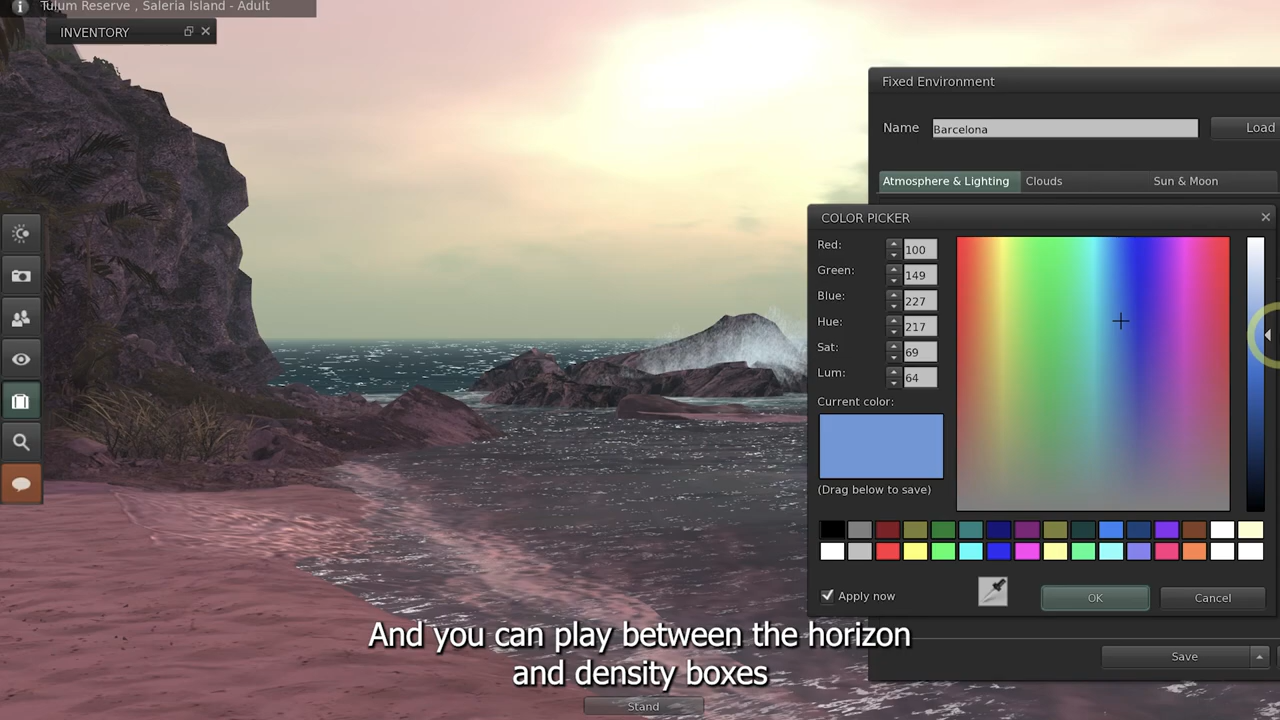 Tulum Reserve , Saleria Island - Adult
INVENTORY
Fixed Environment
Name
Barcelona
Load
Atmosphere & Lighting
Clouds
Sun & Moon
COLOR PICKER
Red:
100
Green:
149
Blue:
227
Hue:
217
Sat:
69
Lum:
64
Current color:
(Drag below to save)
Apply now
OK
Cancel
And you can play between the horizon
and density boxes
Save
Stand